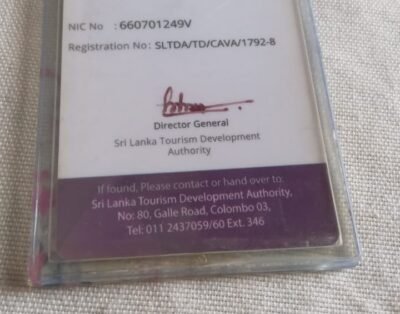 NIC No : 660701249V
Registration No : SLTDA/TD/CAVA/1792-8
Director General
Sri Lanka Tourism Development
Authority
If found, Please contact or hand over to:
Sri Lanka Tourism Development Authority,
No: 80, Galle Road, Colombo 03,
Tel: 011 2437059/60 Ext. 346